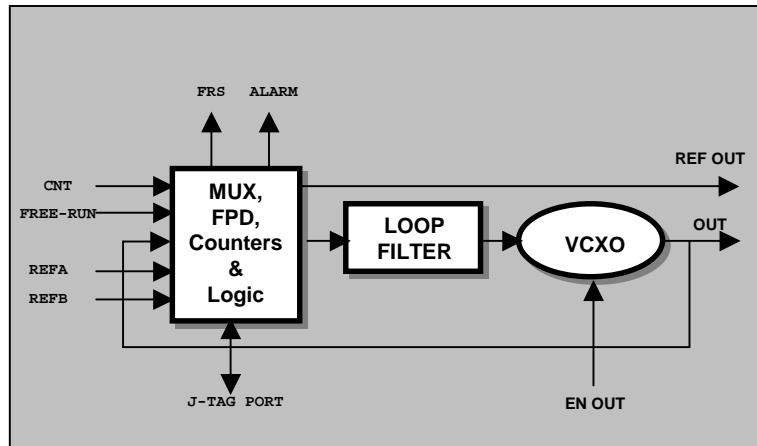 FRS
ALARM
REF OUT
CNT
FREE-RUN
REFA
REFB
MUX,
FPD,
Counters
&
Logic
LOOP
FILTER
VCXO
OUT
J-TAG PORT
EN OUT